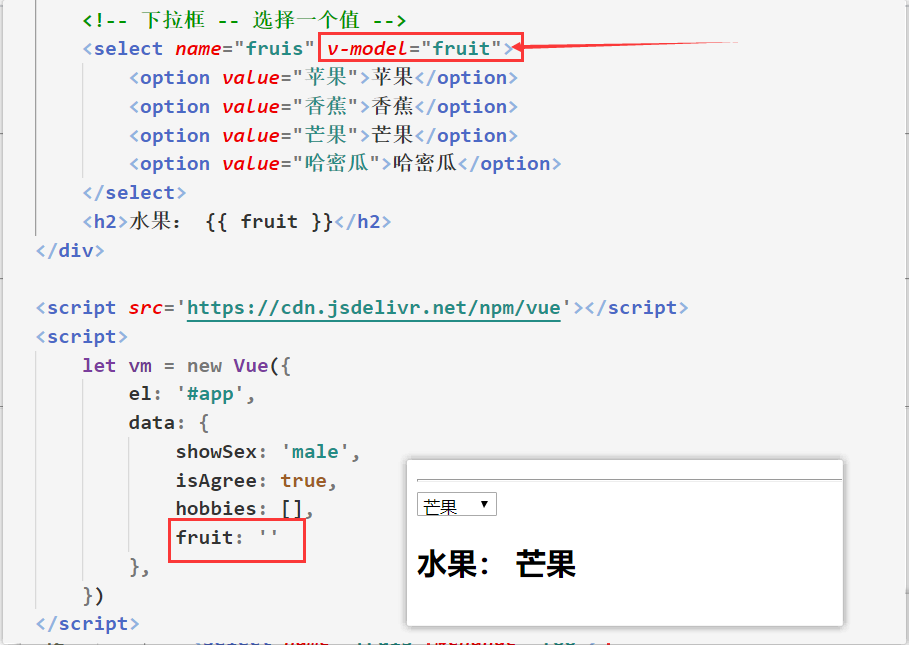 <!-- 下拉框 -- 选择一个值 -->
<select name="fruis" v-model="fruit">
<option value="苹果">苹果</option>
<option value="香蕉">香蕉</option>
<option value="芒果">芒果</option>
<option value="哈密瓜">哈密瓜</option>
</select>
<h2>水果： {{ fruit }}</h2>
</div>
<script src='https://cdn.jsdelivr.net/npm/vue'></script>
<script>
let vm = new Vue({
el: '#app',
data: {
showSex: 'male',
isAgree: true,
hobbies: [],
fruit: ''
},
})
</script>
芒果
水果： 芒果